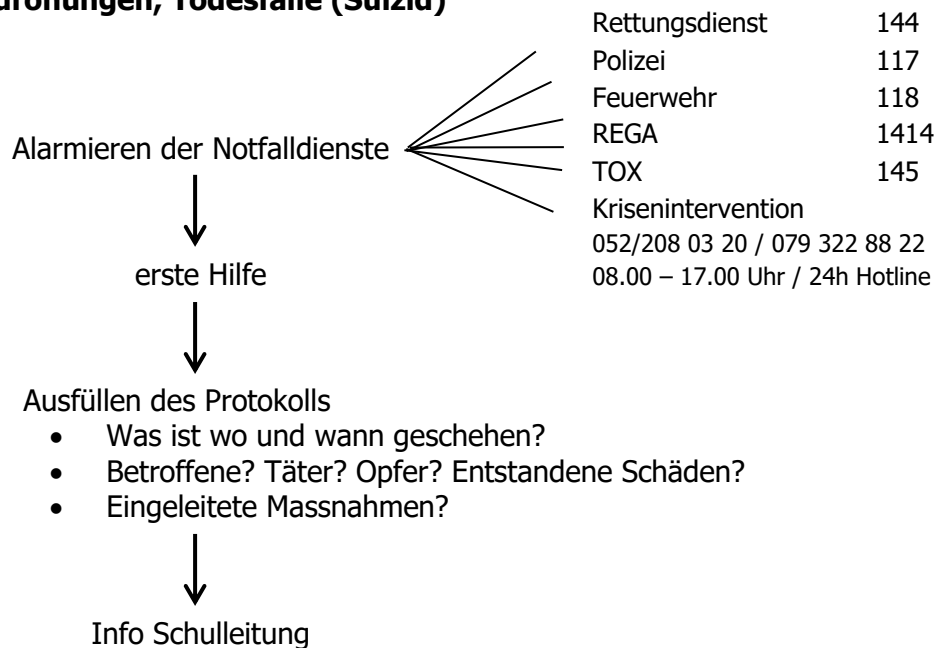 Todesfälle (Suizid)
Rettungsdienst 144
Polizei 117
Feuerwehr 118
REGA 1414
TOX 145
Krisenintervention
052/208 03 20 / 079 322 88 22
08.00 – 17.00 Uhr / 24h Hotline
Alarmieren der Notfalldienste
erste Hilfe
Ausfüllen des Protokolls
• Was ist wo und wann geschehen?
• Betroffene? Täter? Opfer? Entstandene Schäden?
• Eingeleitete Massnahmen?
Info Schulleitung